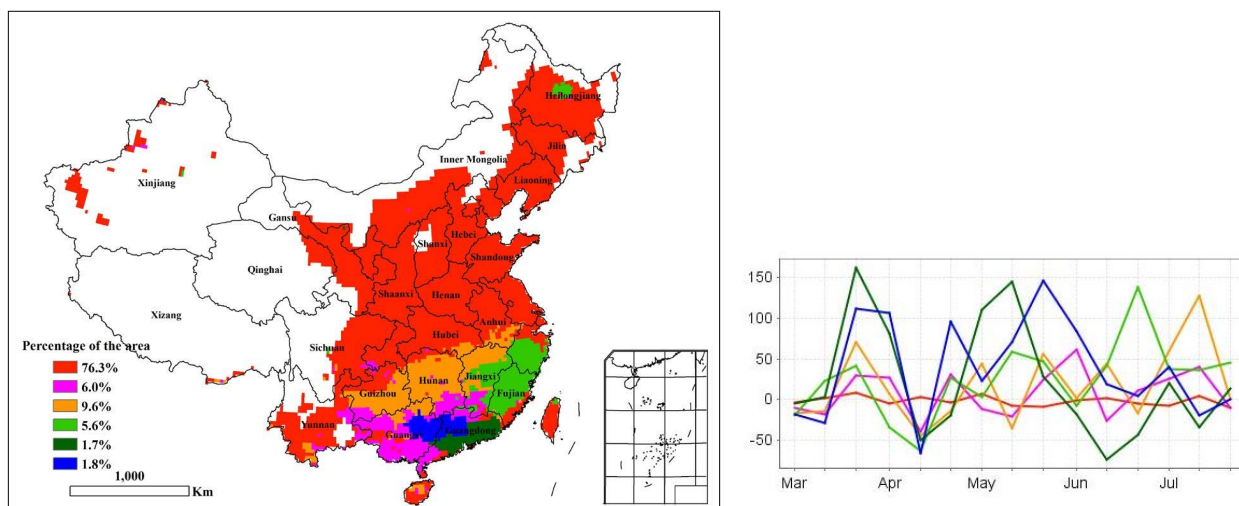 Heilongjiang
Jilin
Inner Mongolia
Liaoning
Xinjiang
Gansu
Hebei
Shanxi
Shandong
Qinghai
Shaanxi
Henan
Xizang
Anhui
Hubei
Sichuan
Percentage of the area
76.3%
6.0%
9.6%
5.6%
1.7%
1.8%
1,000
Km
Hunan
Jiangxi
Guizhou
Fujian
Yunnan
Guangxi
Guangdong
150
100
50
0
-50
Mar Apr May Jun Jul